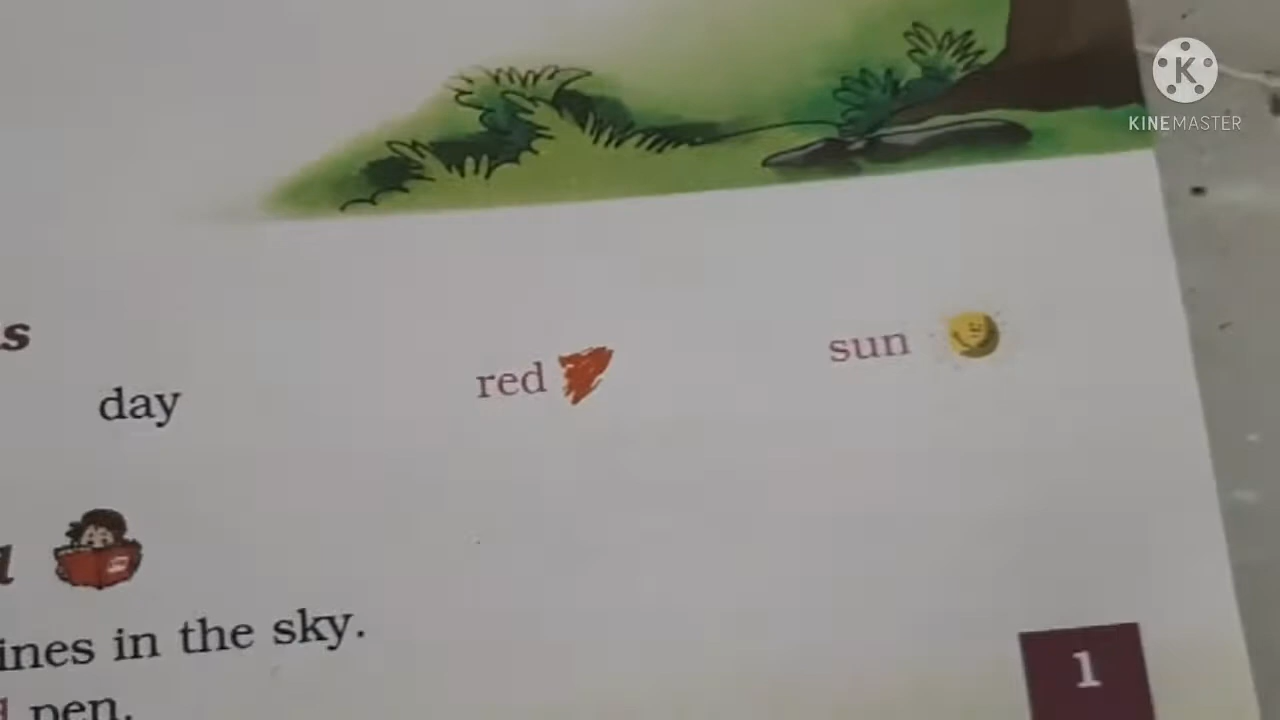 KINEMASTER
s
day red sun
ines in the sky.
pen.
1